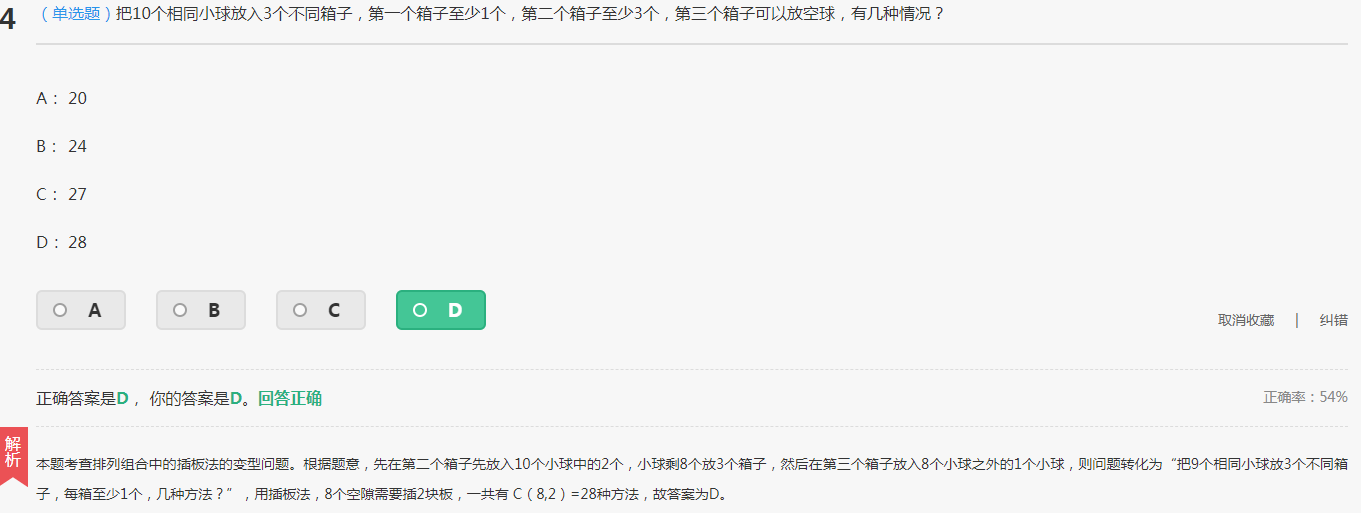 4 （单选题）把10个相同小球放入3个不同箱子，第一个箱子至少1个，第二个箱子至少3个，第三个箱子可以放空球，有几种情况？
A： 20
B： 24
C： 27
D： 28
A B C D
取消收藏 | 纠错
正确答案是D， 你的答案是D。回答正确 正确率：54%
解析
本题考查排列组合中的插板法的变型问题。根据题意，先在第二个箱子先放入10个小球中的2个，小球剩8个放3个箱子，然后在第三个箱子放入8个小球之外的1个小球，则问题转化为“把9个相同小球放3个不同箱
子，每箱至少1个，几种方法？”，用插板法，8个空隙需要插2块板，一共有 C（8,2）=28种方法，故答案为D。